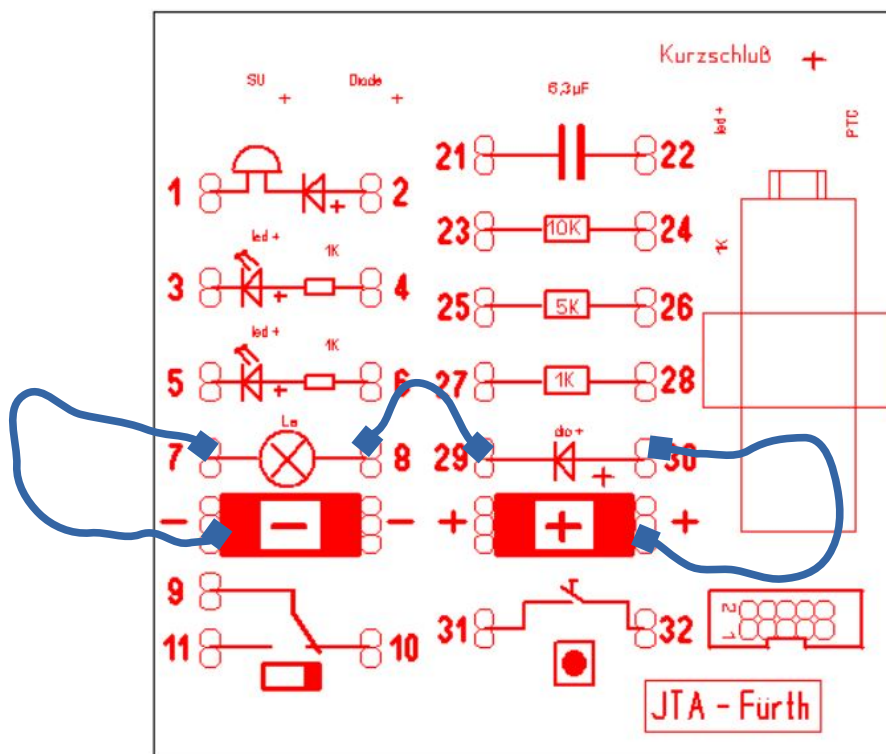 Kurzschluß +
SU + Diode + 6,3µF led + PTC
1 + 2 21 22
led + 1K 23 10K 24 1K
3 + 4 25 5K 26
led + 1K
5 + 6 27 1K 28
La dio +
7 8 29 30
+
- - - + + +
9
11 10 31 32 2 1
JTA - Fürth